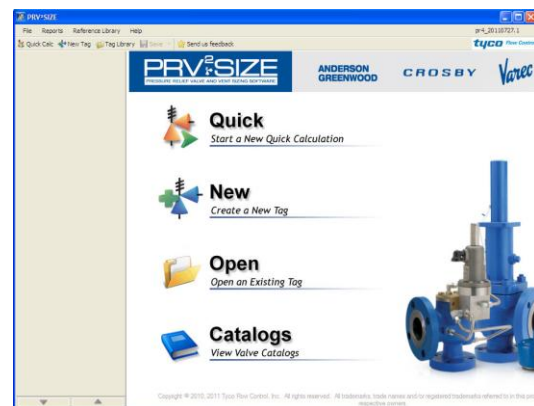 PRV²SIZE
File Reports Reference Library Help
pr4_20110727.1
Quick Calc New Tag Tag Library Save Send us feedback
tyco Flow Control
PRV²SIZE
PRESSURE RELIEF VALVE AND VENT SIZING SOFTWARE
ANDERSON
GREENWOOD
CROSBY
Varec
Quick
Start a New Quick Calculation
New
Create a New Tag
Open
Open an Existing Tag
Catalogs
View Valve Catalogs
Copyright © 2010, 2011 Tyco Flow Control, Inc. All rights reserved. All trademarks, trade names and/or registered trademarks referred to in this
respective owners.